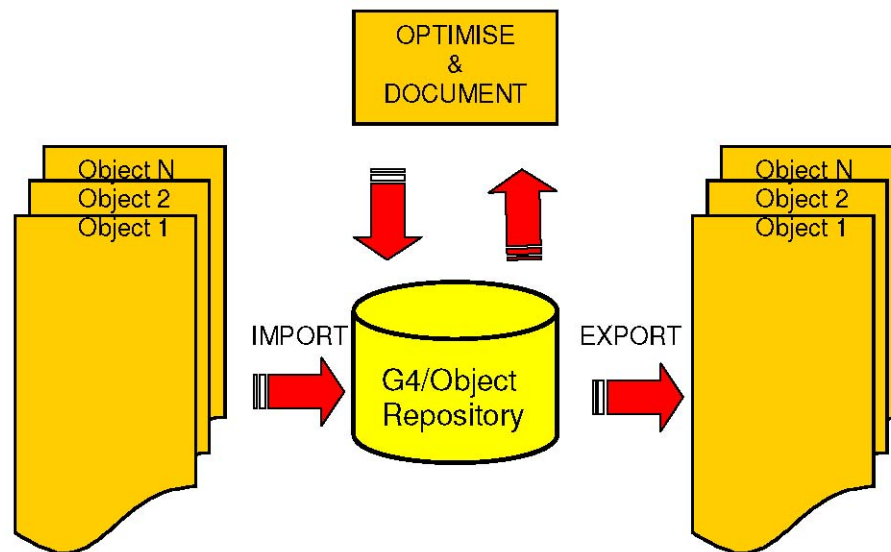 OPTIMISE
&
DOCUMENT
Object N
Object 2
Object 1
IMPORT
G4/Object
Repository
EXPORT
Object N
Object 2
Object 1